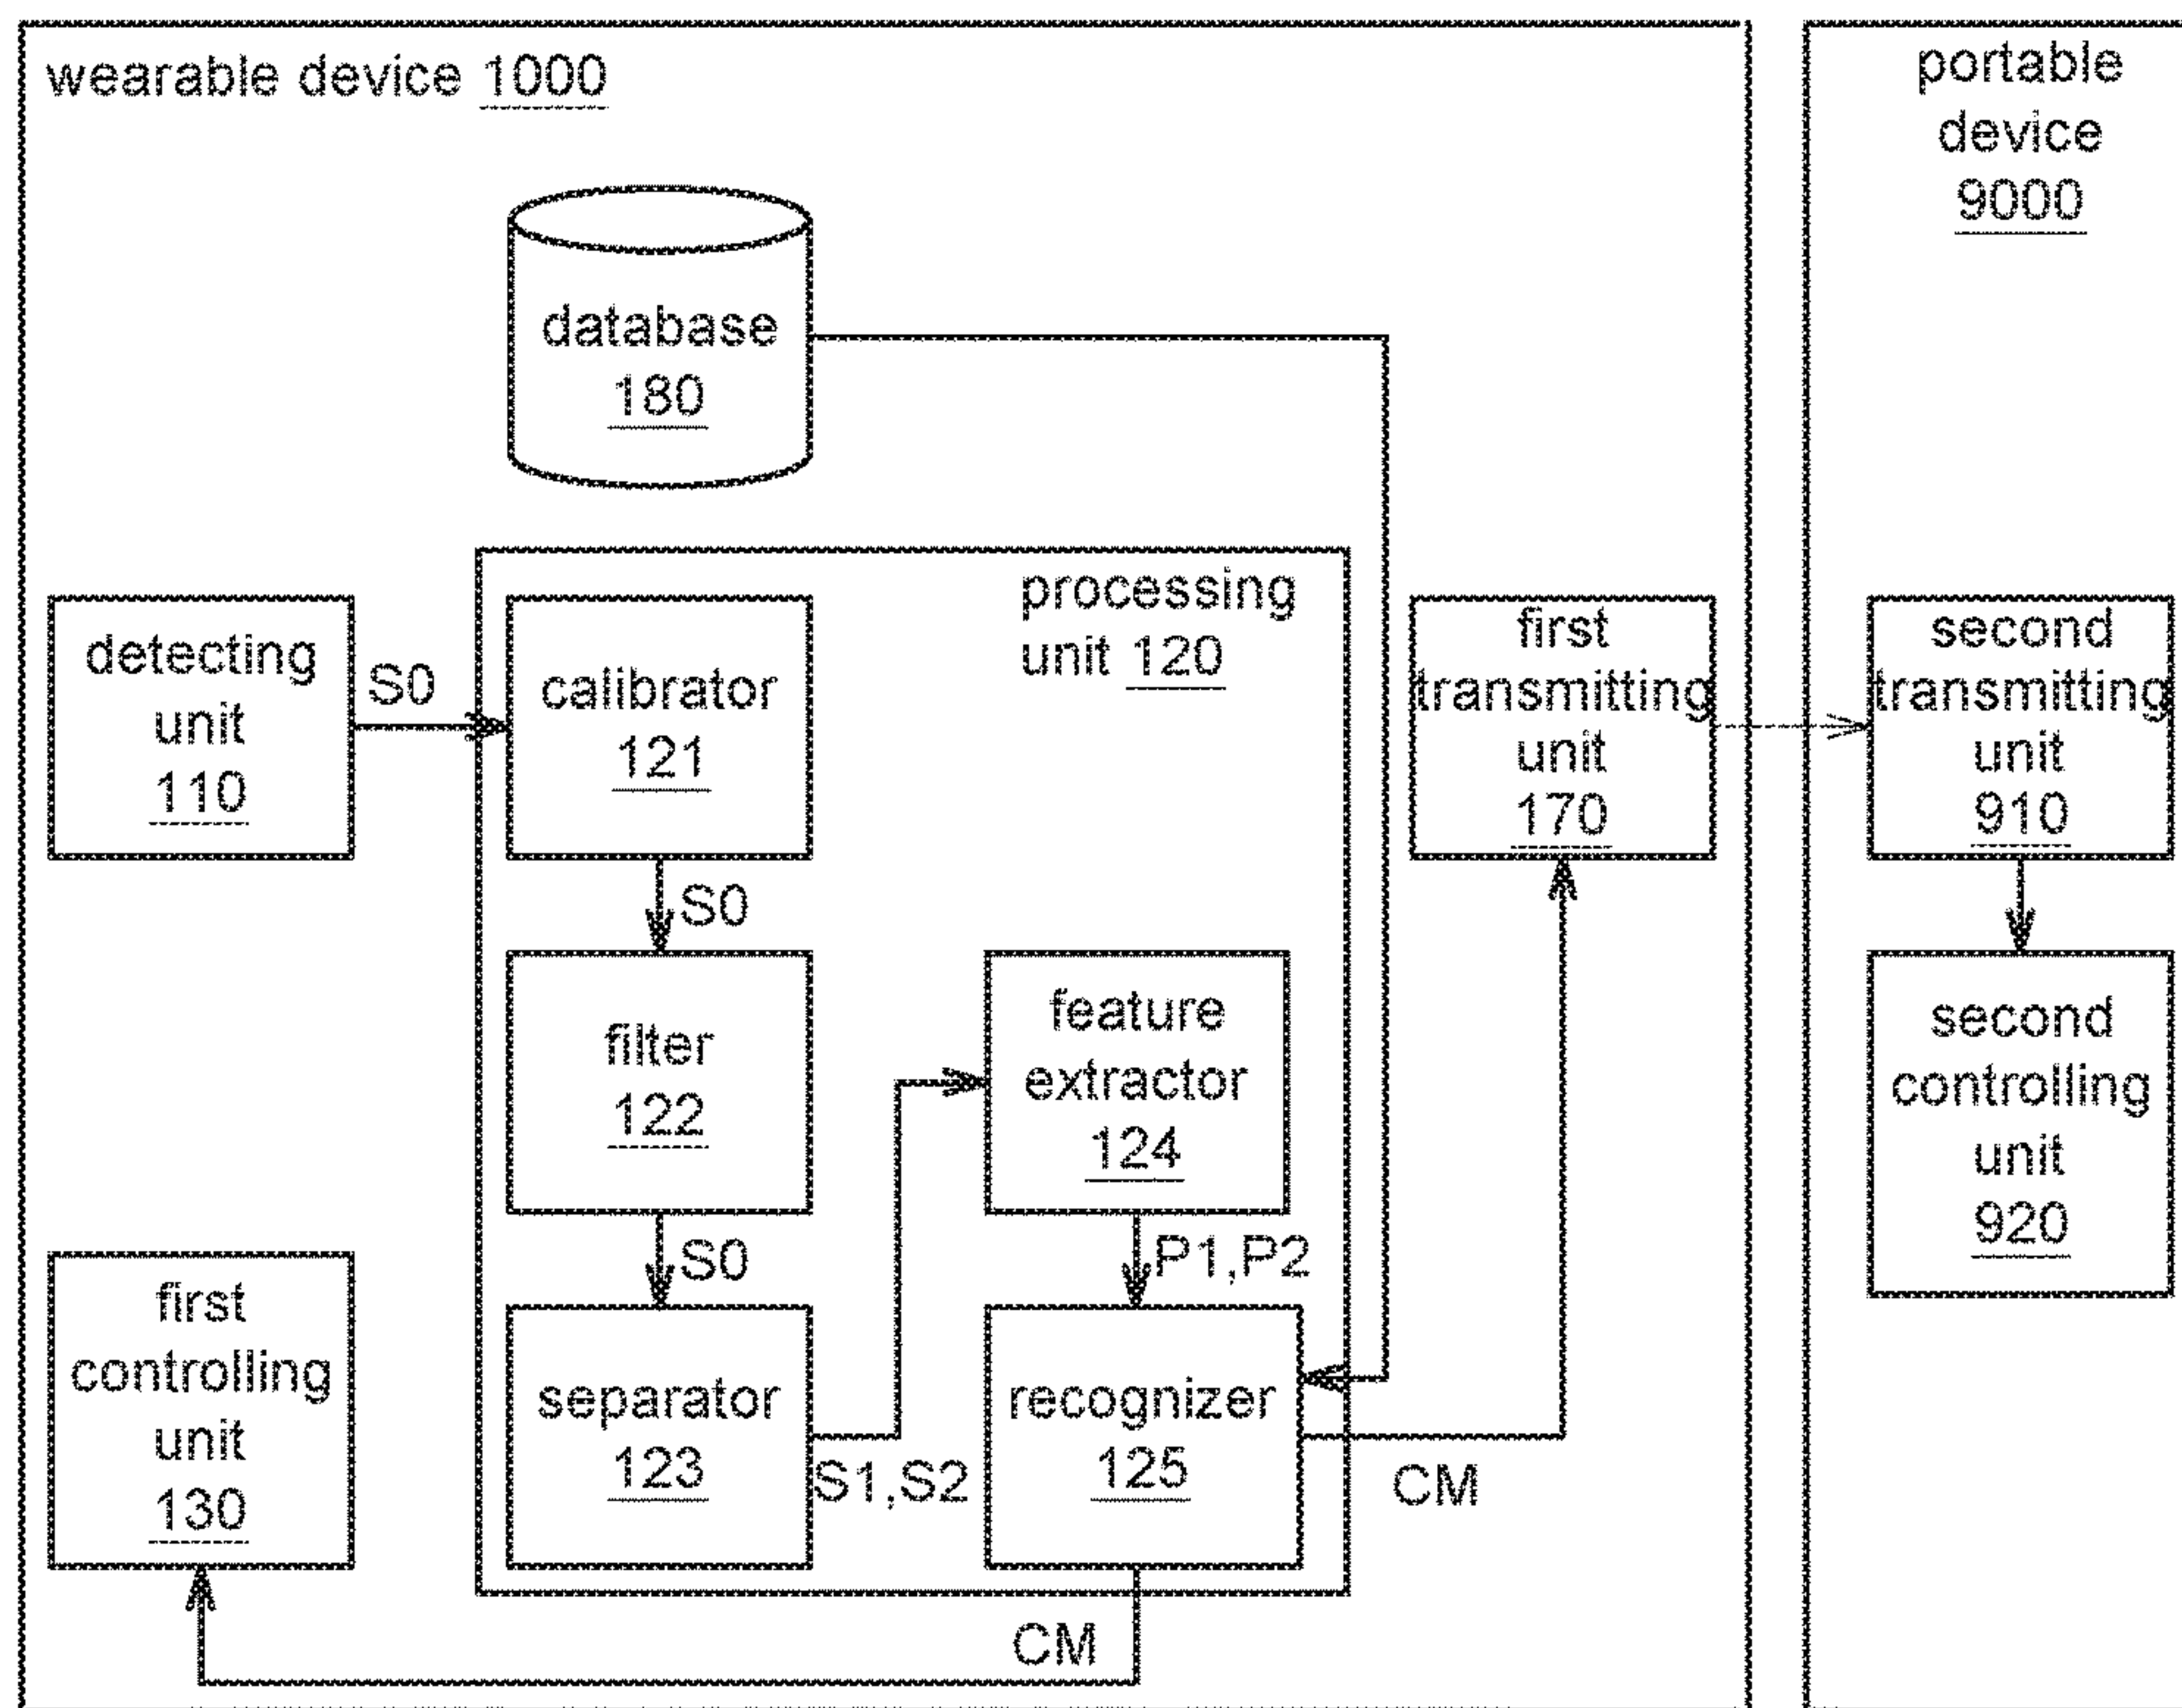 wearable device 1000
portable
device
9000
database
180
processing
unit 120
detecting
unit
110
S0
calibrator
121
first
transmitting
unit
170
second
transmitting
unit
910
S0
filter
122
feature
extractor
124
second
controlling
unit
920
S0
P1,P2
first
controlling
unit
130
separator
123
S1,S2
recognizer
125
CM
CM